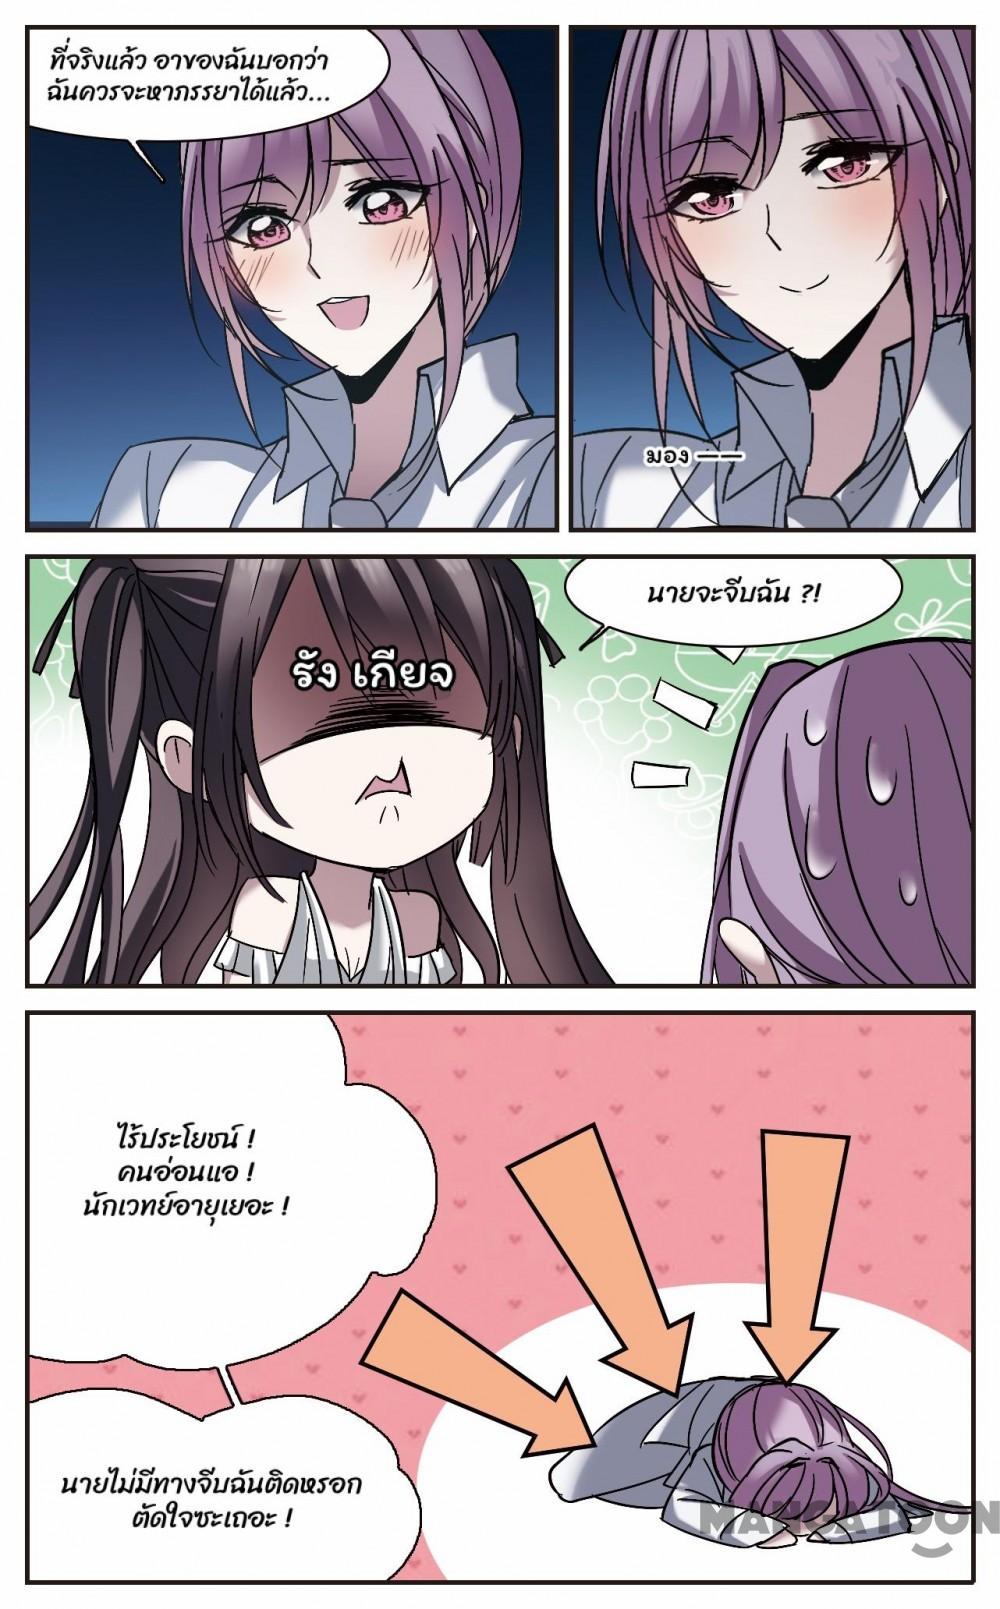 ที่จริงแล้ว อาของฉันบอกว่า
ฉันควรจะหาภรรยาได้แล้ว...
มอง ——
นายจะจีบฉัน ?!
รัง เกียจ
ไร้ประโยชน์ !
คนอ่อนแอ !
นักเวทย์อายุเยอะ !
นายไม่มีทางจีบฉันติดหรอก
ตัดใจซะเถอะ !
MANGATOON